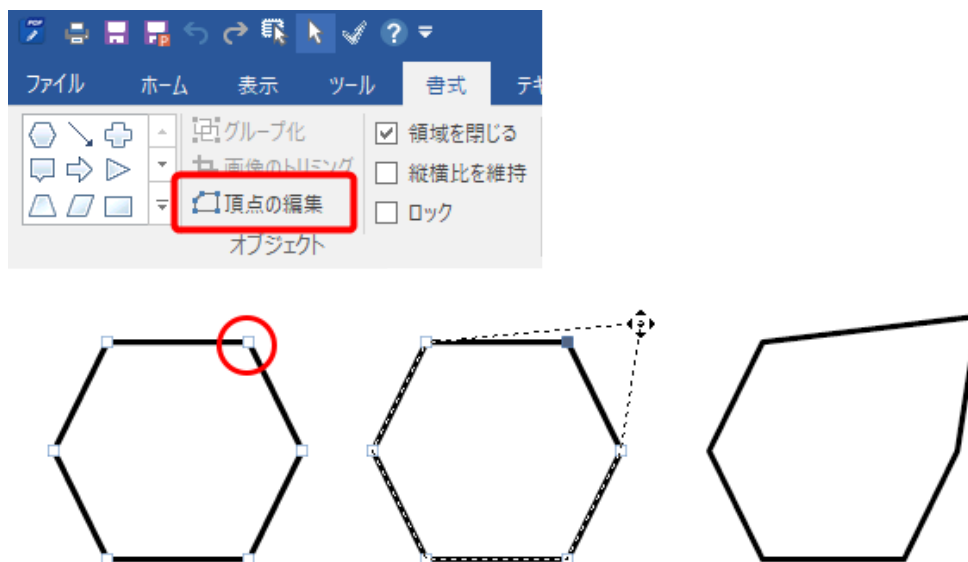 PDF
?
ファイル ホーム 表示 ツール 書式 テキ
グループ化
画像のトリミング
頂点の編集
オブジェクト
領域を閉じる
縦横比を維持
ロック